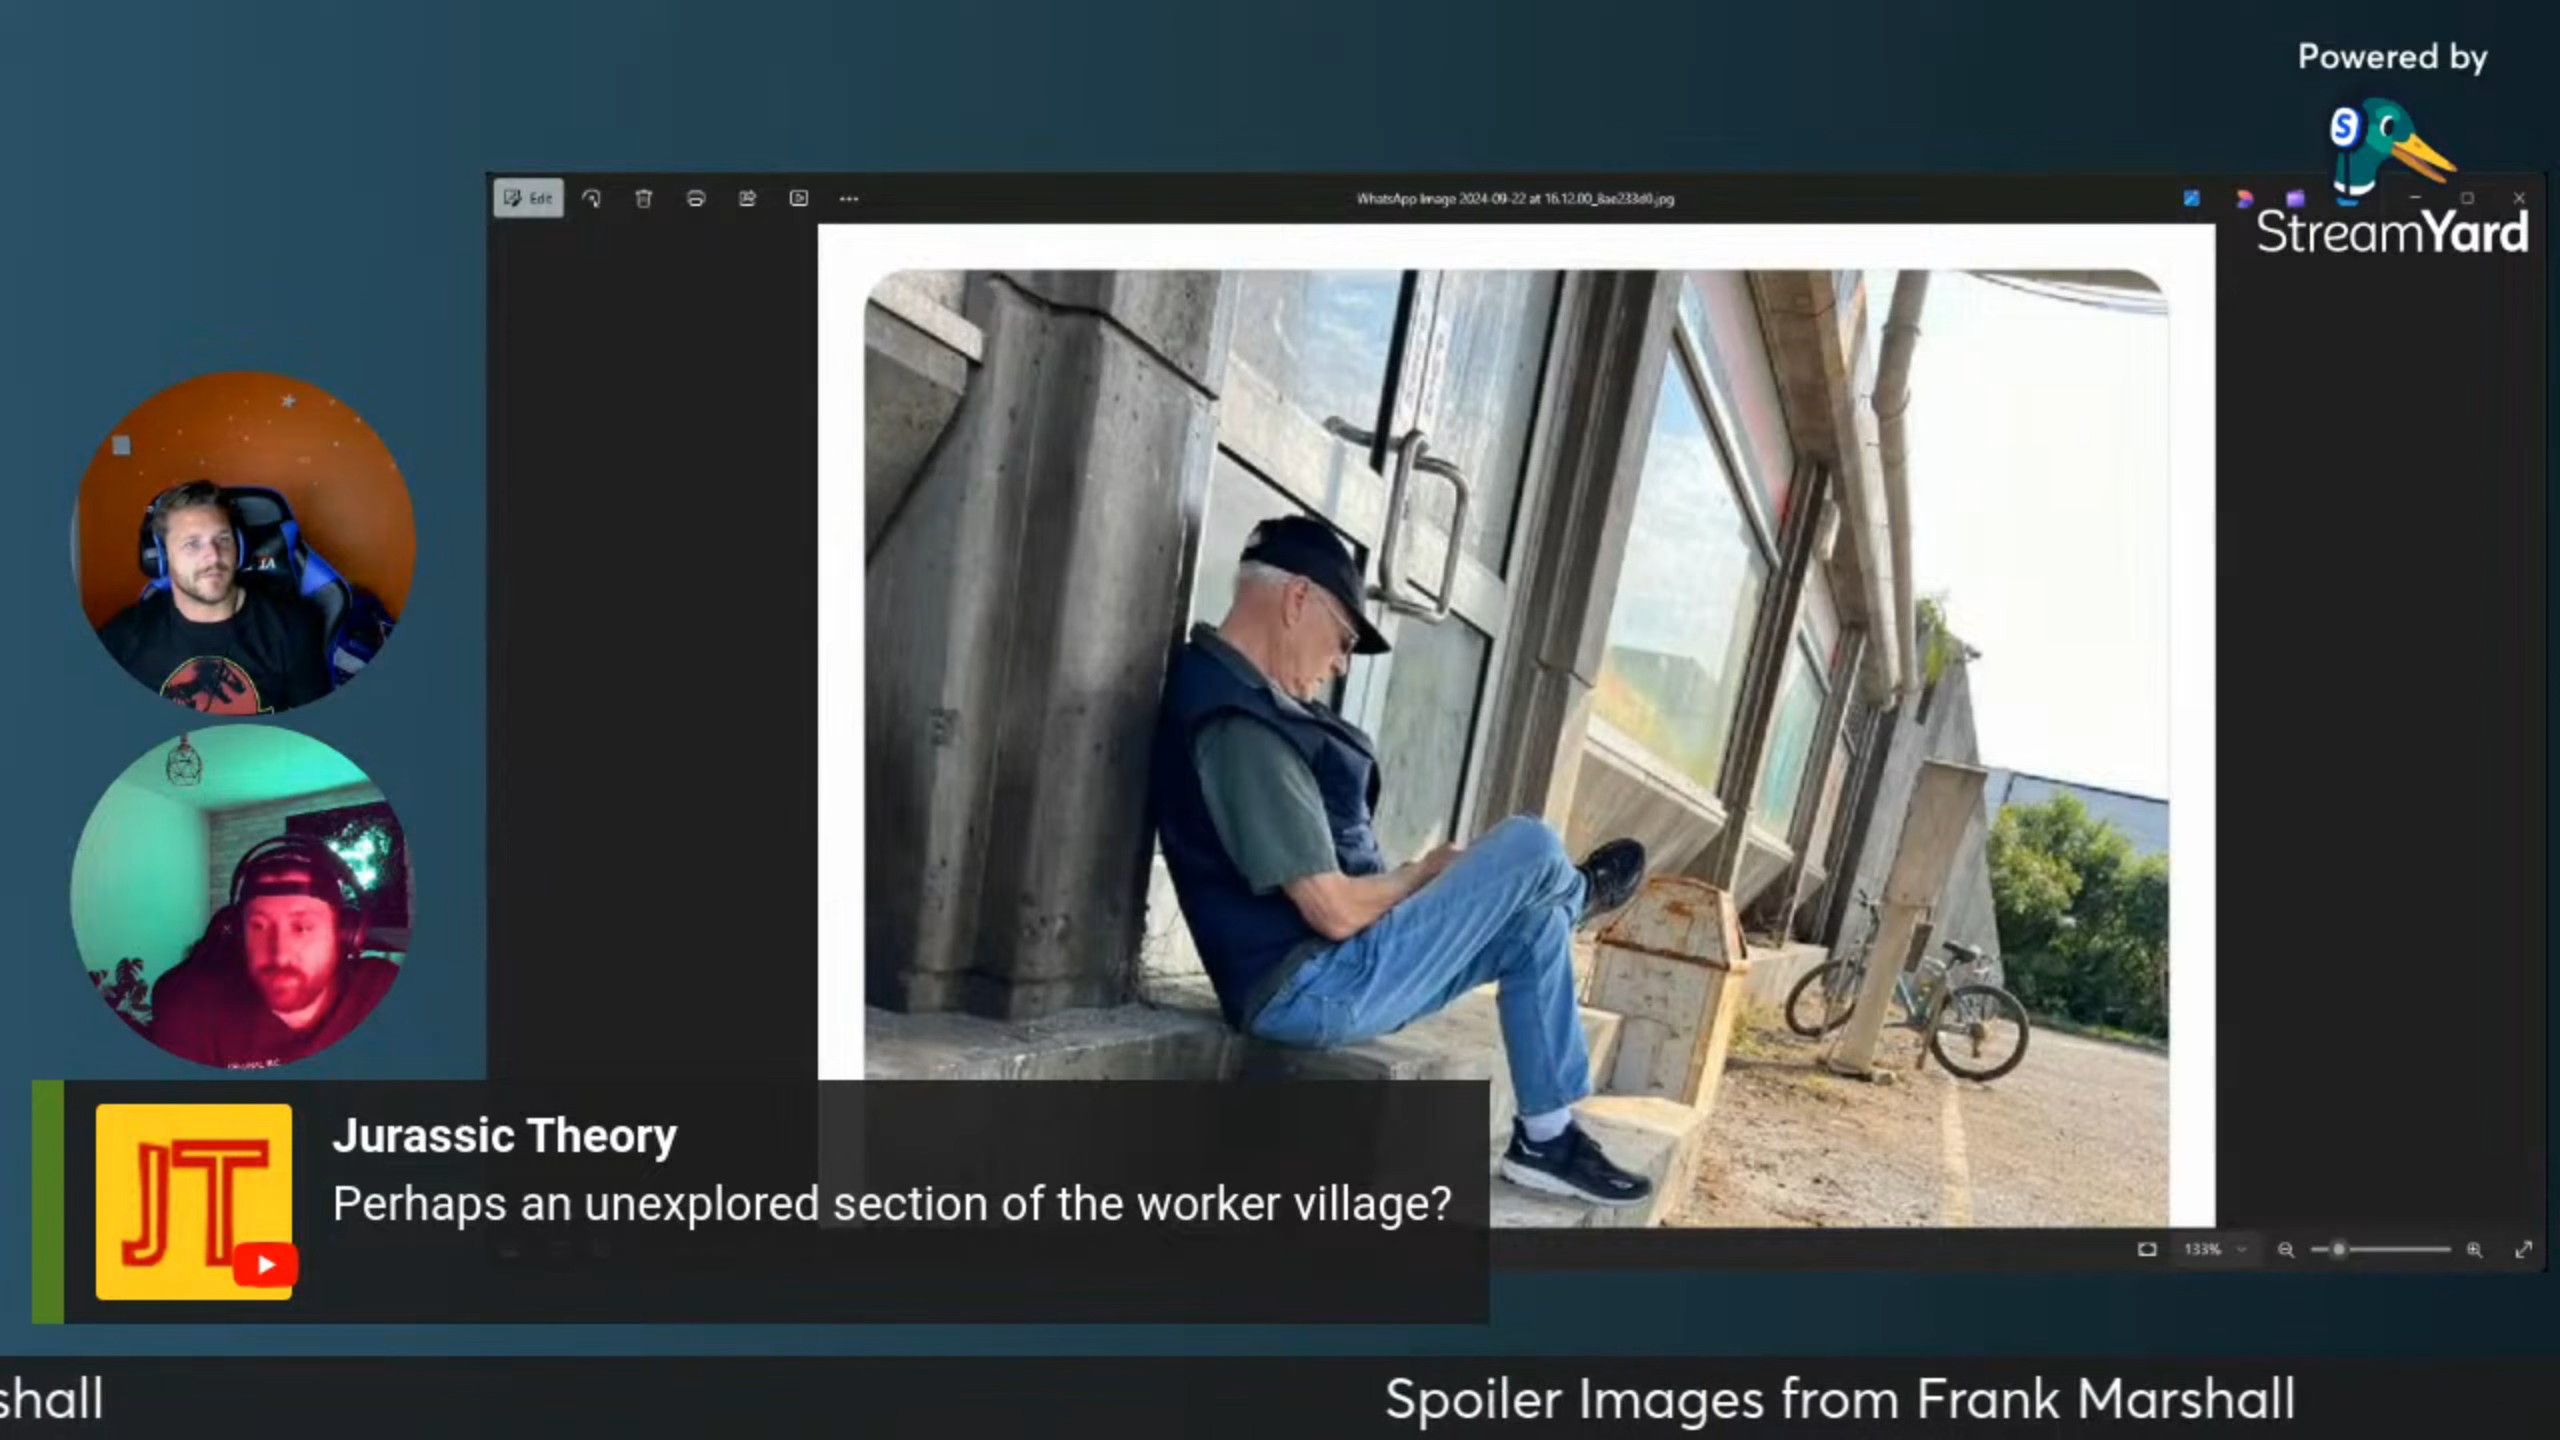 Powered by
StreamYard
Edit
WhatsApp Image 2024-09-22 at 16.12.00_8ae233d0.jpg
Jurassic Theory
JT
Perhaps an unexplored section of the worker village?
133%
shall
Spoiler Images from Frank Marshall